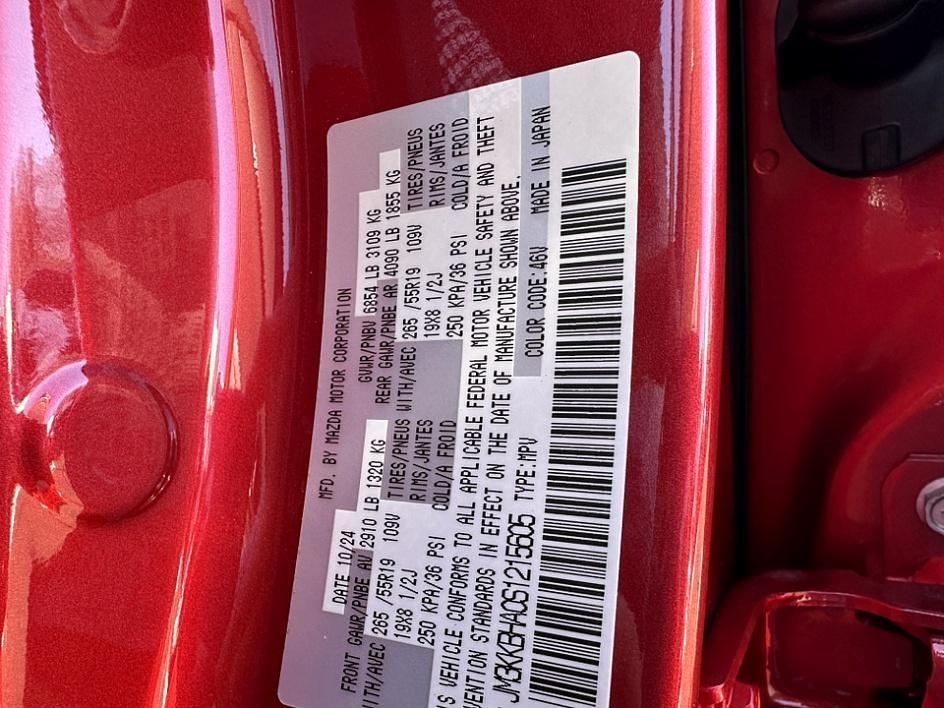 MFD. BY MAZDA MOTOR CORPORATION
DATE 10/24 GVWR/PNBV 6854 LB 3109 KG
FRONT GAWR/PNBE AV 2910 LB 1320 KG REAR GAWR/PNBE AR 4090 LB 1855 KG
ITH/AVEC 265 /55R19 109V TIRES/PNEUS WITH/AVEC 265 /55R19 109V TIRES/PNEUS
19X8 1/2J RIMS/JANTES 19X8 1/2J RIMS/JANTES
250 KPA/36 PSI COLD/A FROID 250 KPA/36 PSI COLD/A FROID
S VEHICLE CONFORMS TO ALL APPLICABLE FEDERAL MOTOR VEHICLE SAFETY AND THEFT
VENTION STANDARDS IN EFFECT ON THE DATE OF MANUFACTURE SHOWN ABOVE.
JM3KKBHA0S1215605 TYPE:MPV COLOR CODE:46V MADE IN JAPAN